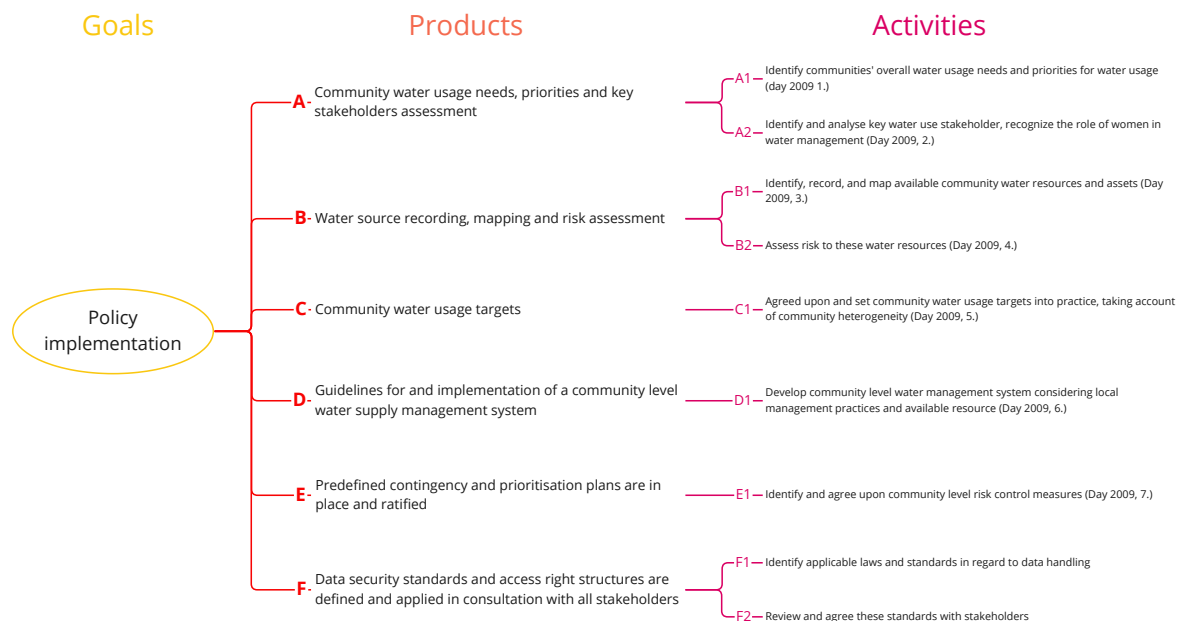 Goals
Products
Activities
Policy
implementation
A
Community water usage needs, priorities and key
stakeholders assessment
A1
Identify communities' overall water usage needs and priorities for water usage
(day 2009 1.)
A2
Identify and analyse key water use stakeholder, recognize the role of women in
water management (Day 2009, 2.)
B
Water source recording, mapping and risk assessment
B1
Identify, record, and map available community water resources and assets (Day
2009, 3.)
B2
Assess risk to these water resources (Day 2009, 4.)
C
Community water usage targets
C1
Agreed upon and set community water usage targets into practice, taking account
of community heterogeneity (Day 2009, 5.)
D
Guidelines for and implementation of a community level
water supply management system
D1
Develop community level water management system considering local
management practices and available resource (Day 2009, 6.)
E
Predefined contingency and prioritisation plans are in
place and ratified
E1
Identify and agree upon community level risk control measures (Day 2009, 7.)
F
Data security standards and access right structures are
defined and applied in consultation with all stakeholders
F1
Identify applicable laws and standards in regard to data handling
F2
Review and agree these standards with stakeholders